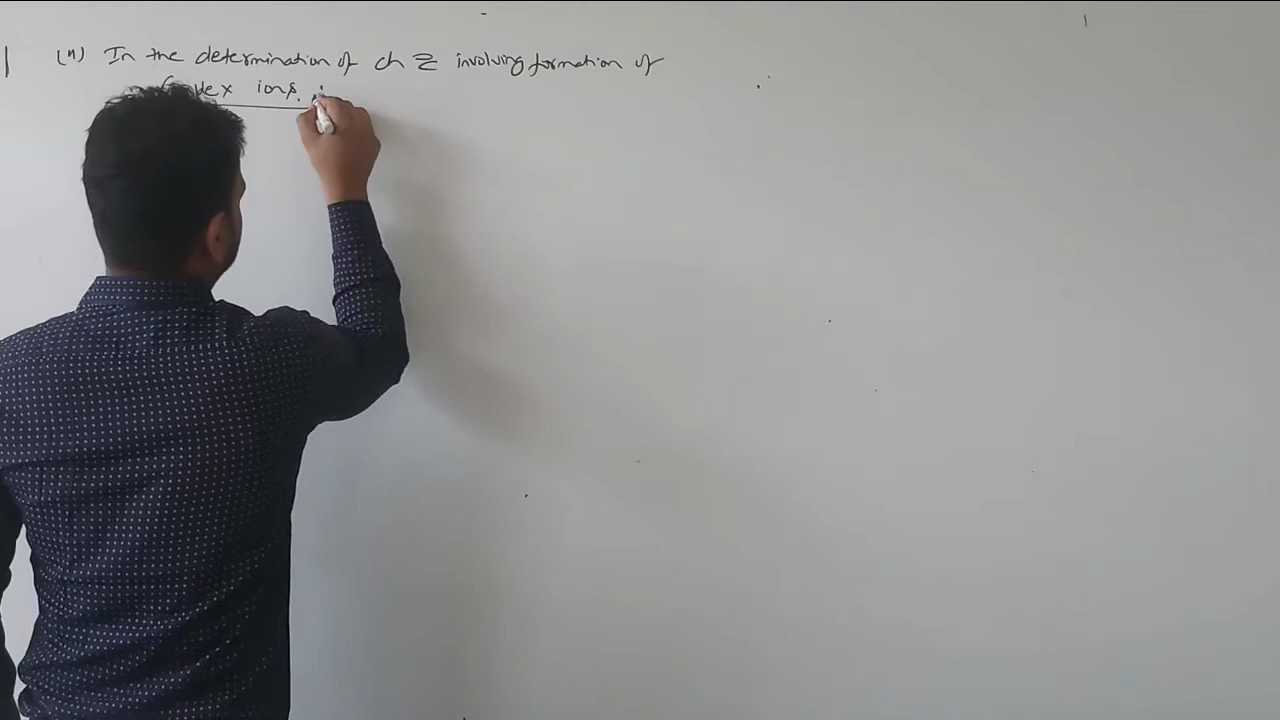 (n) In the determination of ch ⇌ involving formation of
ions